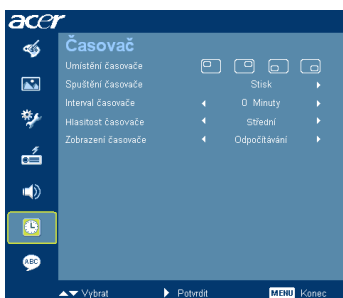 acer
Časovač
Umístění časovače
Spuštění časovače Stisk
Interval časovače 0 Minuty
Hlasitost časovače Střední
Zobrazení časovače Odpočítávání
ABC
Vybrat Potvrdit MENU Konec